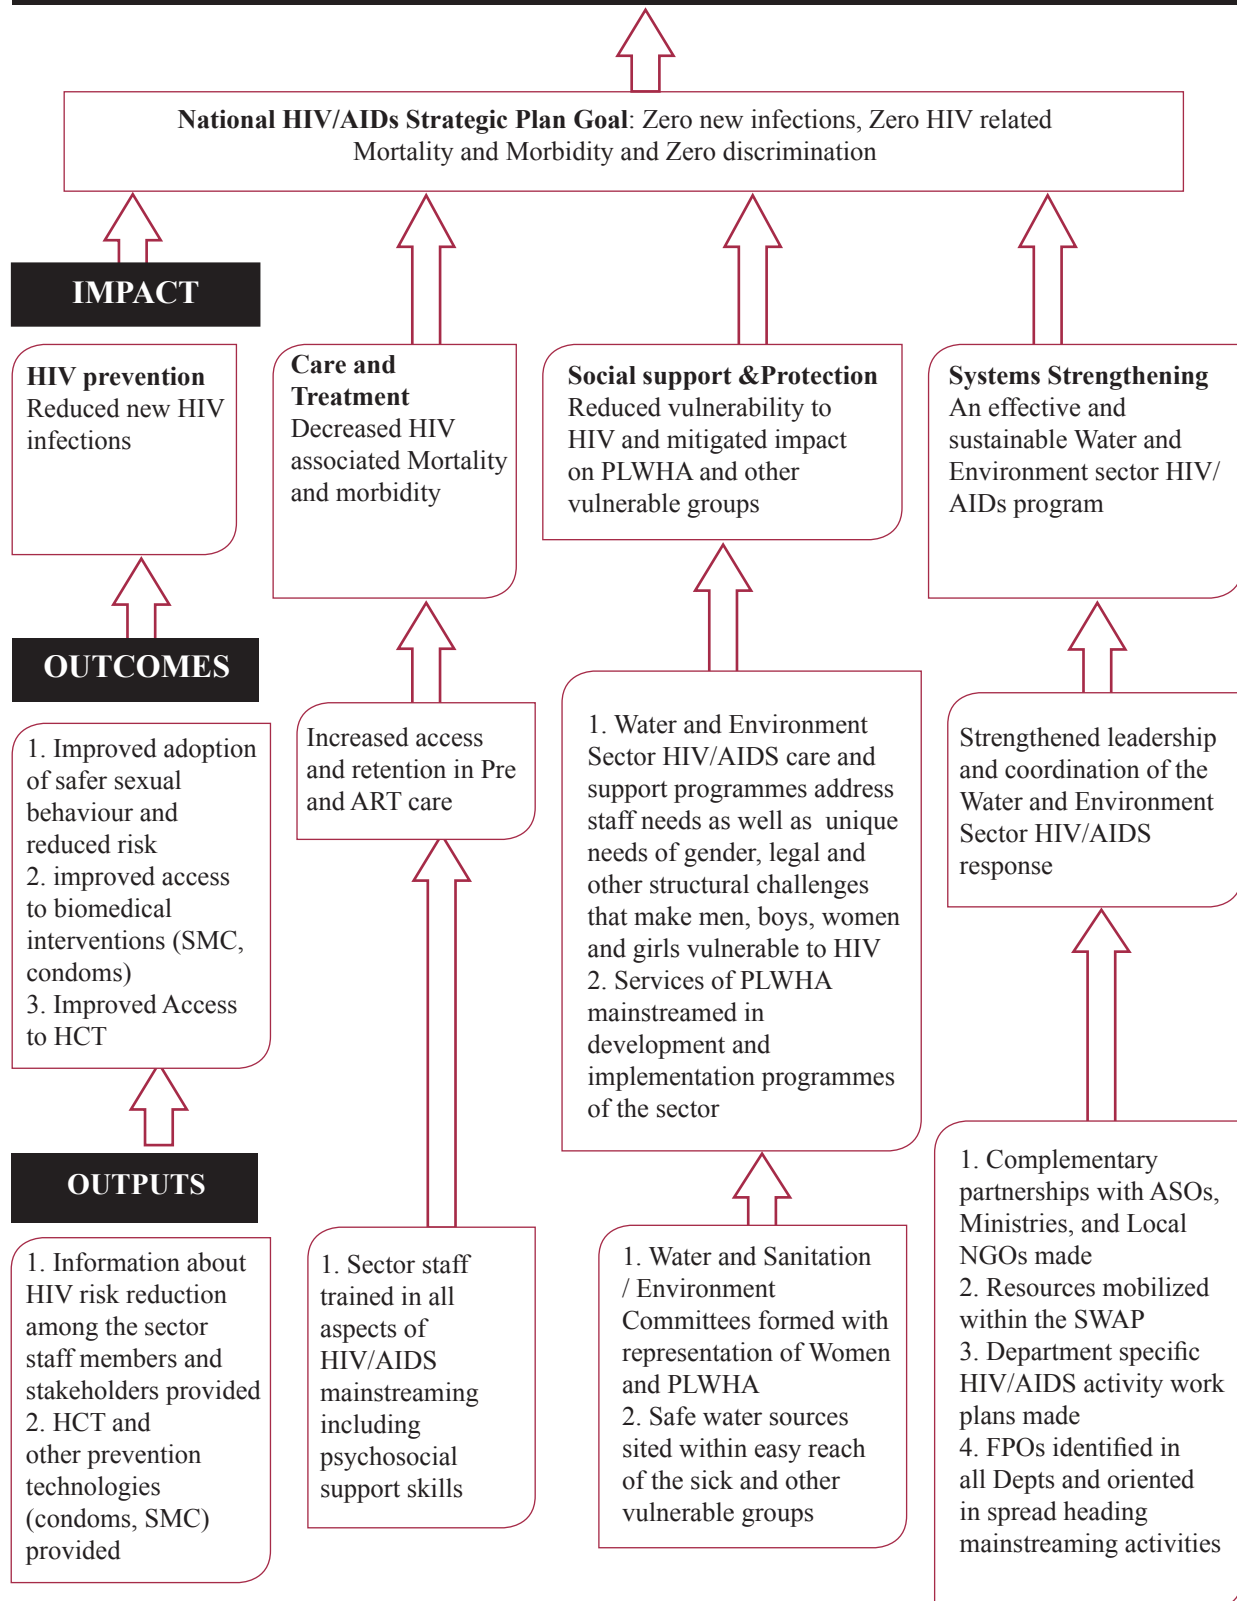 National HIV/AIDs Strategic Plan Goal: Zero new infections, Zero HIV related
Mortality and Morbidity and Zero discrimination
IMPACT
HIV prevention
Reduced new HIV
infections
Care and
Treatment
Decreased HIV
associated Mortality
and morbidity
Social support &Protection
Reduced vulnerability to
HIV and mitigated impact
on PLWHA and other
vulnerable groups
Systems Strengthening
An effective and
sustainable Water and
Environment sector HIV/
AIDs program
OUTCOMES
1. Improved adoption
of safer sexual
behaviour and
reduced risk
2. improved access
to biomedical
interventions (SMC,
condoms)
3. Improved Access
to HCT
Increased access
and retention in Pre
and ART care
1. Water and Environment
Sector HIV/AIDS care and
support programmes address
staff needs as well as  unique
needs of gender, legal and
other structural challenges
that make men, boys, women
and girls vulnerable to HIV
2. Services of PLWHA
mainstreamed in
development and
implementation programmes
of the sector
Strengthened leadership
and coordination of the
Water and Environment
Sector HIV/AIDS
response
OUTPUTS
1. Information about
HIV risk reduction
among the sector
staff members and
stakeholders provided
2. HCT and
other prevention
technologies
(condoms, SMC)
provided
1. Sector staff
trained in all
aspects of
HIV/AIDS
mainstreaming
including
psychosocial
support skills
1. Water and Sanitation
/ Environment
Committees formed with
representation of Women
and PLWHA
2. Safe water sources
sited within easy reach
of the sick and other
vulnerable groups
1. Complementary
partnerships with ASOs,
Ministries, and Local
NGOs made
2. Resources mobilized
within the SWAP
3. Department specific
HIV/AIDS activity work
plans made
4. FPOs identified in
all Depts and oriented
in spread heading
mainstreaming activities